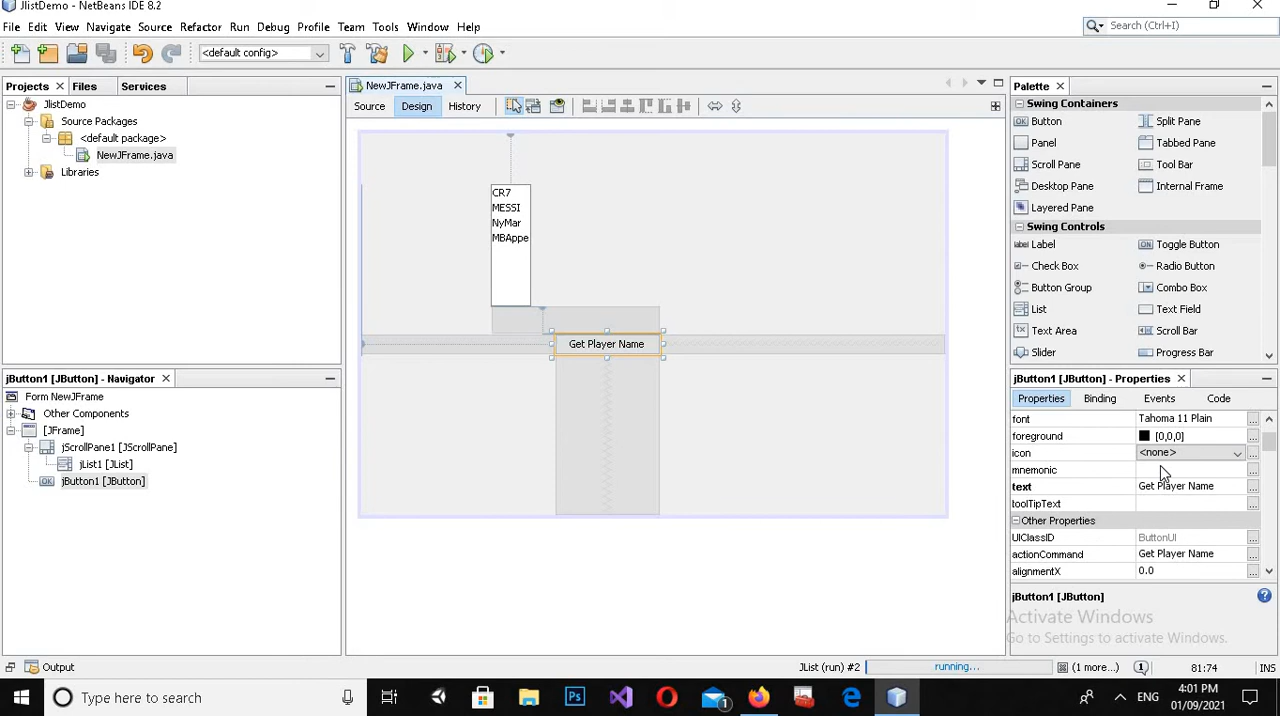 JlistDemo - NetBeans IDE 8.2
File Edit View Navigate Source Refactor Run Debug Profile Team Tools Window Help
Search (Ctrl+I)
<default config>
Projects Files Services
JlistDemo
Source Packages
<default package>
NewJFrame.java
Libraries
NewJFrame.java
Source Design History
CR7
MESSI
NyMar
MBAppe
Get Player Name
Palette
Swing Containers
Button Split Pane
Panel Tabbed Pane
Scroll Pane Tool Bar
Desktop Pane Internal Frame
Layered Pane
Swing Controls
label Label ON Toggle Button
Check Box Radio Button
Button Group Combo Box
List Text Field
Text Area Scroll Bar
Slider Progress Bar
jButton1 [JButton] - Navigator
Form NewJFrame
Other Components
[JFrame]
jScrollPane1 [JScrollPane]
jList1 [JList]
OK jButton1 [JButton]
jButton1 [JButton] - Properties
Properties Binding Events Code
font Tahoma 11 Plain ...
foreground [0,0,0] ...
icon <none> ...
mnemonic ...
text Get Player Name ...
toolTipText ...
Other Properties
UIClassID ButtonUI ...
actionCommand Get Player Name ...
alignmentX 0.0 ...
jButton1 [JButton]
Activate Windows
Go to Settings to activate Windows.
Output
JList (run) #2 running... (1 more...) 81:74 INS
Type here to search
Ps
1
ENG
4:01 PM
01/09/2021